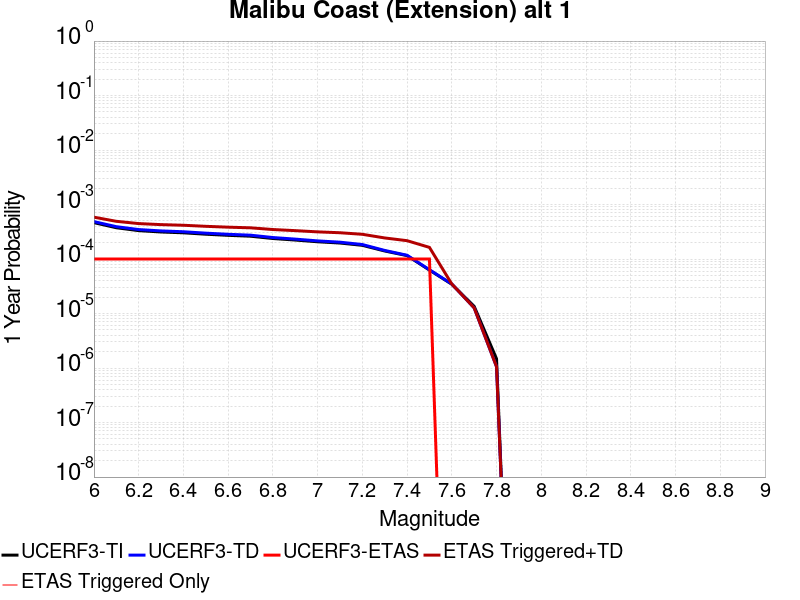 Malibu Coast (Extension) alt 1
10^0
10^-1
10^-2
10^-3
10^-4
10^-5
10^-6
10^-7
10^-8
1 Year Probability
6 6.2 6.4 6.6 6.8 7 7.2 7.4 7.6 7.8 8 8.2 8.4 8.6 8.8 9
Magnitude
UCERF3-TI UCERF3-TD UCERF3-ETAS ETAS Triggered+TD
ETAS Triggered Only